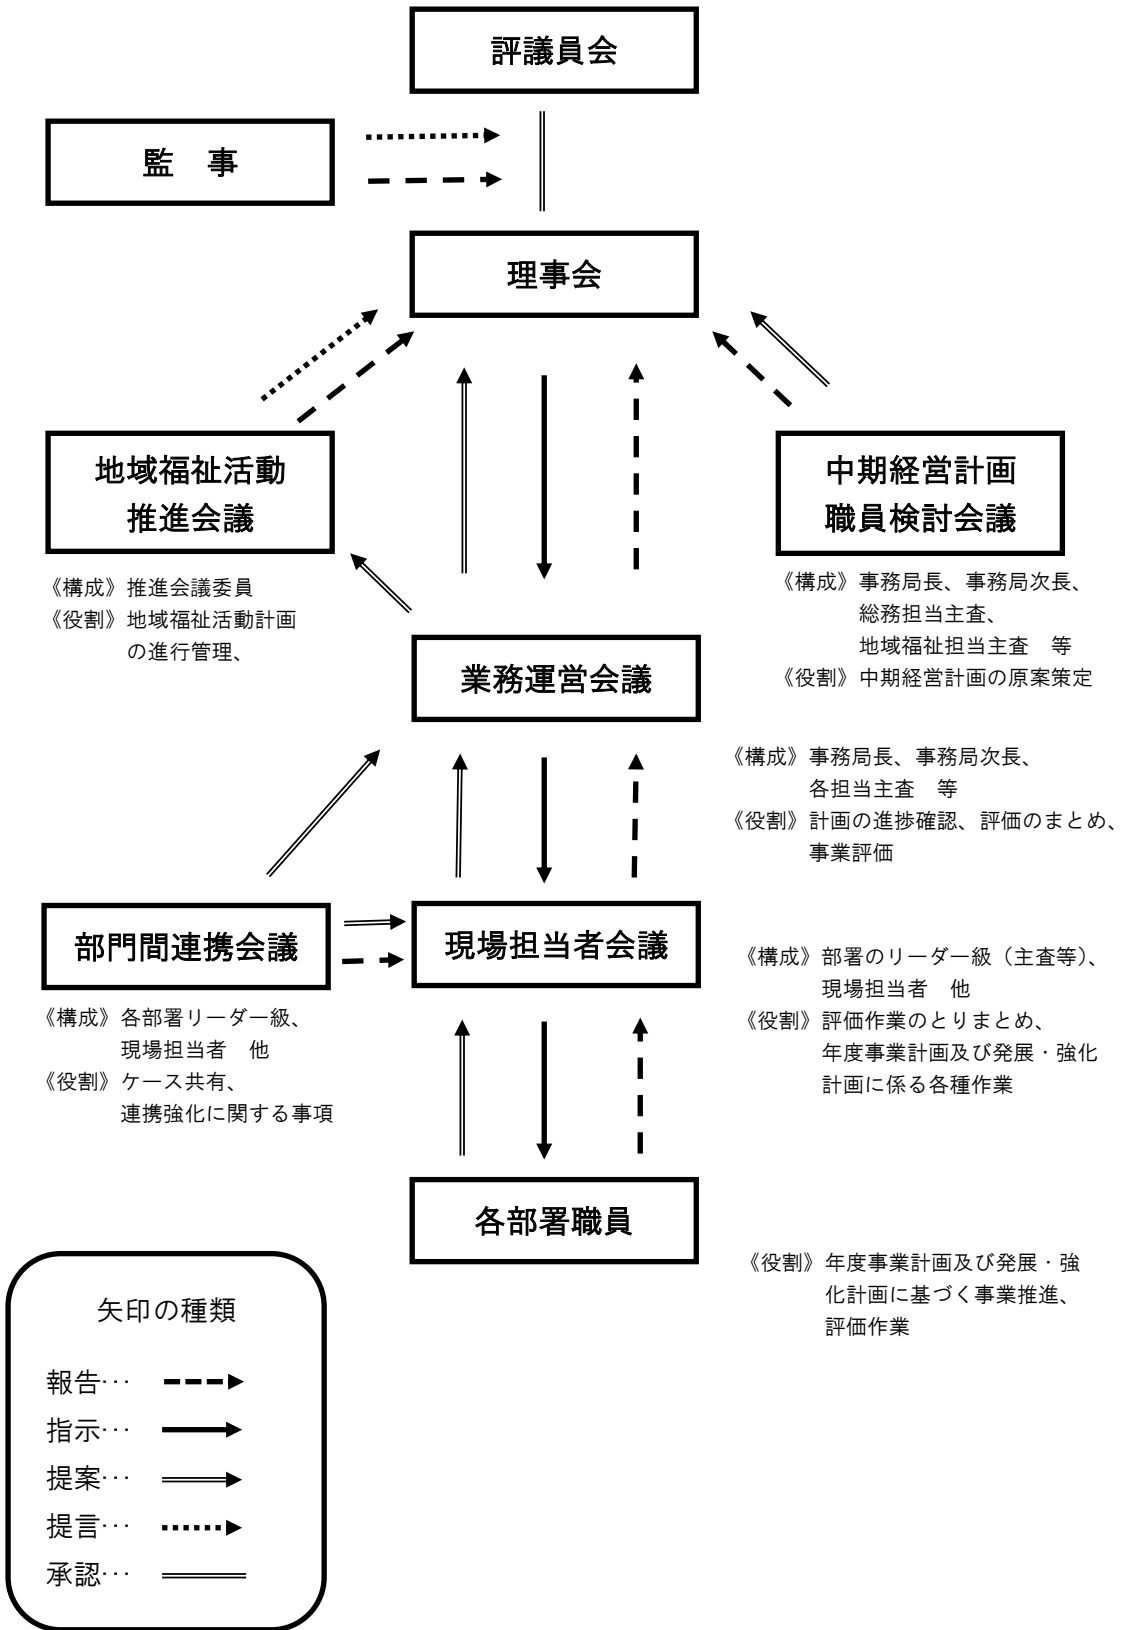 評議員会
監　事
理事会
地域福祉活動
推進会議
《構成》推進会議委員
《役割》地域福祉活動計画
の進行管理、
中期経営計画
職員検討会議
《構成》事務局長、事務局次長、
総務担当主査、
地域福祉担当主査　等
《役割》中期経営計画の原案策定
業務運営会議
《構成》事務局長、事務局次長、
各担当主査　等
《役割》計画の進捗確認、評価のまとめ、
事業評価
部門間連携会議
《構成》各部署リーダー級、
現場担当者　他
《役割》ケース共有、
連携強化に関する事項
現場担当者会議
《構成》部署のリーダー級（主査等）、
現場担当者　他
《役割》評価作業のとりまとめ、
年度事業計画及び発展・強化
計画に係る各種作業
各部署職員
《役割》年度事業計画及び発展・強
化計画に基づく事業推進、
評価作業
矢印の種類
報告…
指示…
提案…
提言…
承認…